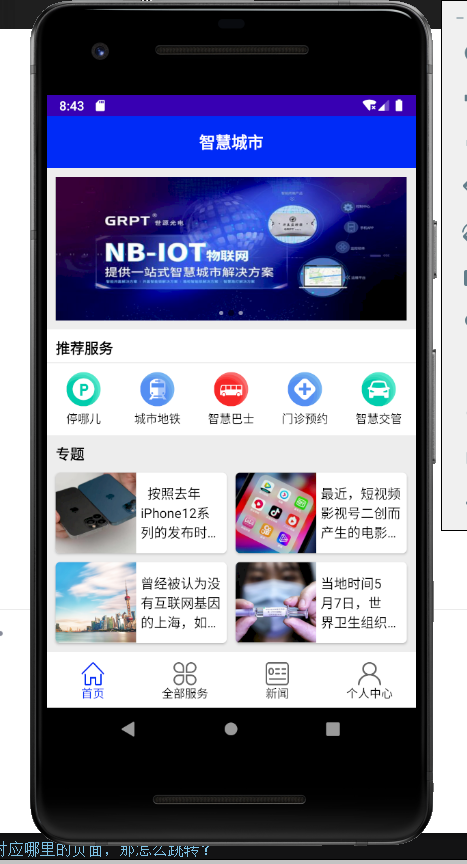 8:43
智慧城市
GRPT® 世源光电
NB-IOT物联网
提供一站式智慧城市解决方案
推荐服务
停哪儿
城市地铁
智慧巴士
门诊预约
智慧交管
专题
按照去年
iPhone12系
列的发布时...
最近，短视频
影视号二创而
产生的电影...
曾经被认为没
有互联网基因
的上海，如...
当地时间5
月7日，世
界卫生组织...
首页
全部服务
新闻
个人中心
对应哪里的页面，那怎么跳转？